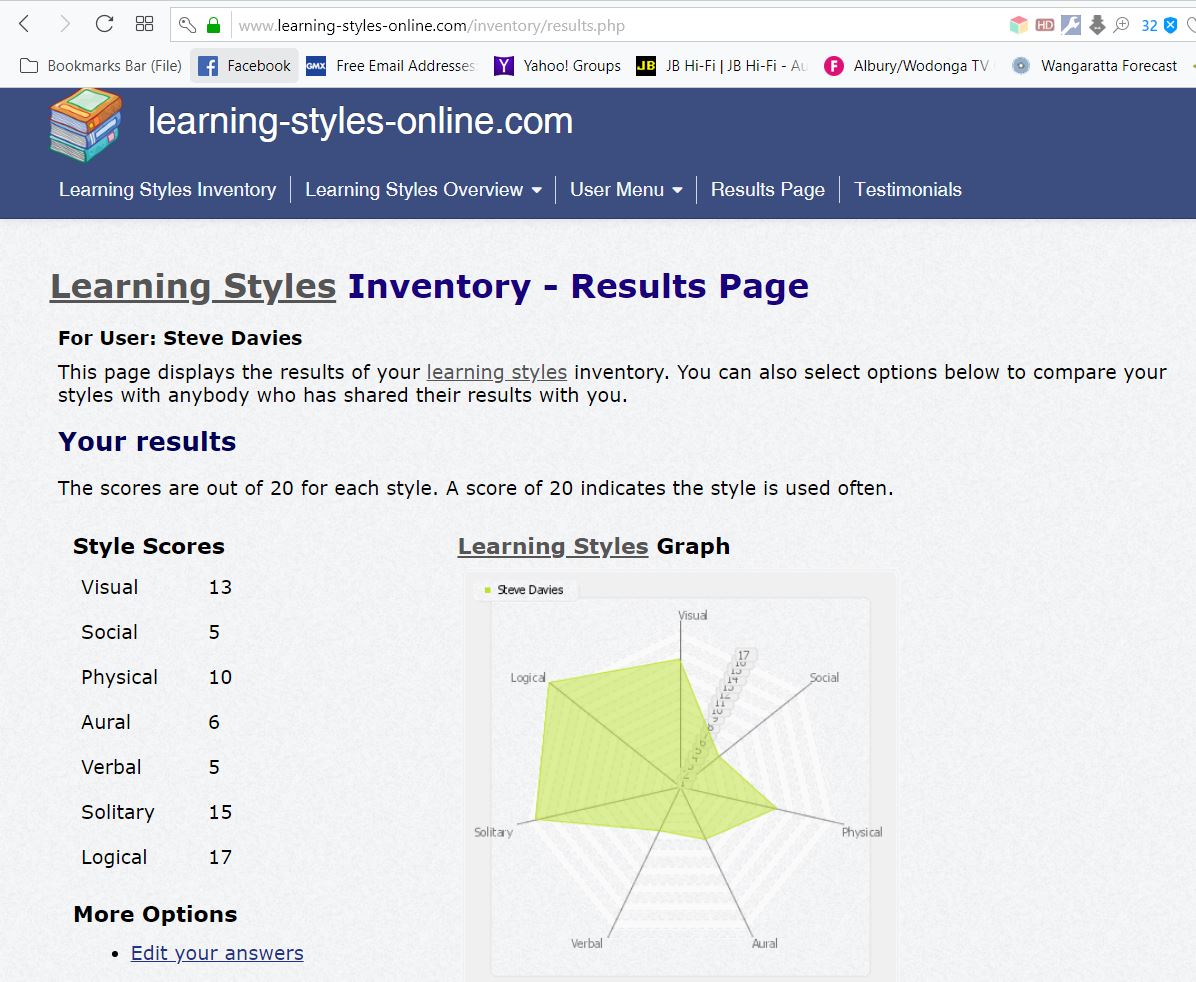 www.learning-styles-online.com/inventory/results.php
HD
32
Bookmarks Bar (File)
Facebook
GMX
Free Email Addresses
Yahoo! Groups
JB
JB Hi-Fi | JB Hi-Fi - Au
Albury/Wodonga TV
Wangaratta Forecast
learning-styles-online.com
Learning Styles Inventory
Learning Styles Overview
User Menu
Results Page
Testimonials
Learning Styles Inventory - Results Page
For User: Steve Davies
This page displays the results of your learning styles inventory. You can also select options below to compare your
styles with anybody who has shared their results with you.
Your results
The scores are out of 20 for each style. A score of 20 indicates the style is used often.
Style Scores
Visual 13
Social 5
Physical 10
Aural 6
Verbal 5
Solitary 15
Logical 17
More Options
Edit your answers
Learning Styles Graph
Steve Davies
Visual
17
Logical
Social
Solitary
Physical
Verbal
Aural